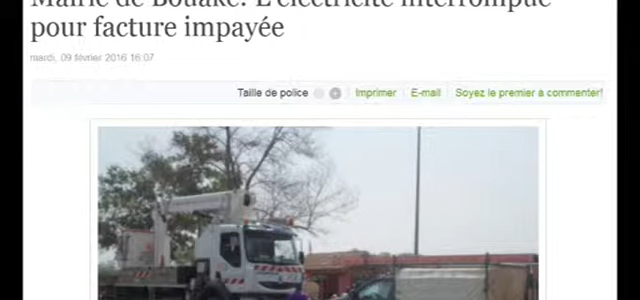 Mairie de Bouaké: L'électricité interrompue
pour facture impayée
mardi, 09 février 2016 16:07
Taille de police Imprimer E-mail Soyez le premier a commenter!